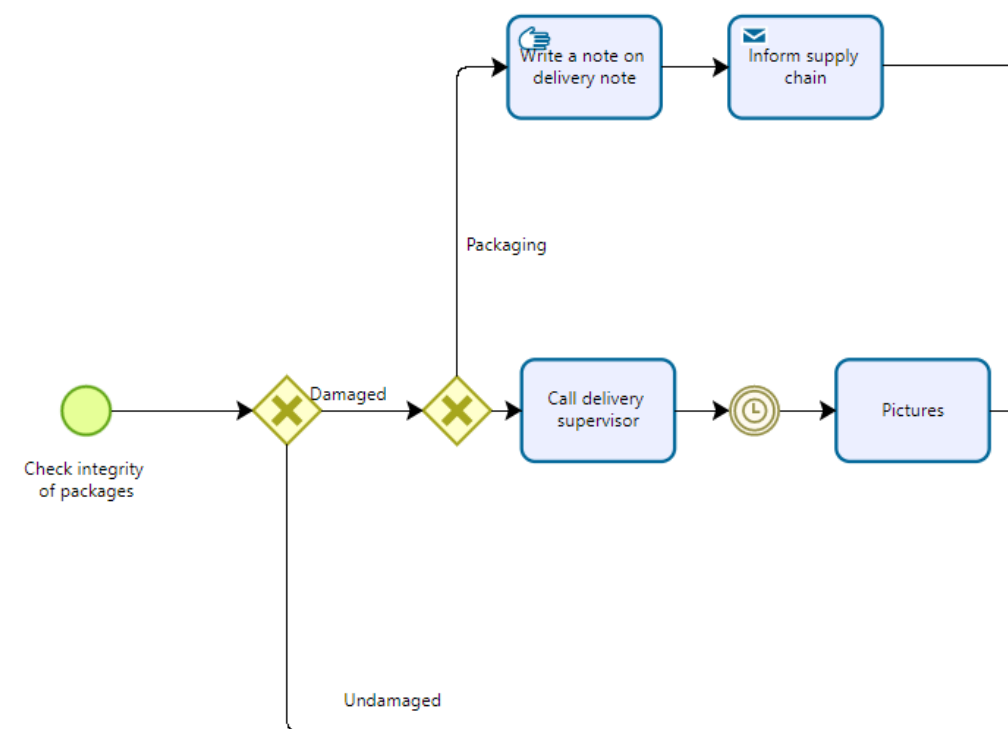 Write a note on
delivery note
Inform supply
chain
Packaging
Damaged
Call delivery
supervisor
Pictures
Check integrity
of packages
Undamaged